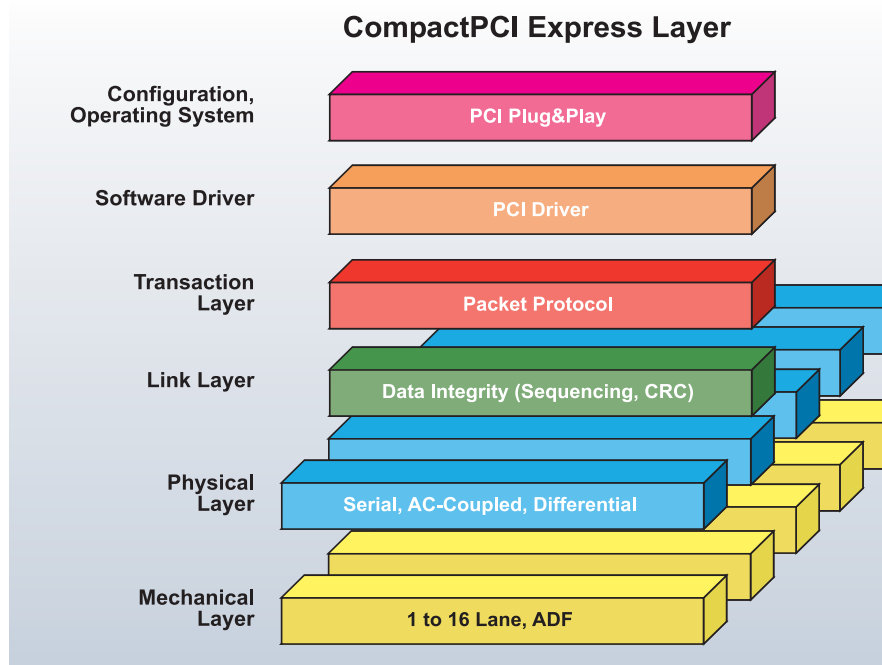 CompactPCI Express Layer
Configuration,
Operating System
PCI Plug&Play
Software Driver
PCI Driver
Transaction
Layer
Packet Protocol
Link Layer
Data Integrity (Sequencing, CRC)
Physical
Layer
Serial, AC-Coupled, Differential
Mechanical
Layer
1 to 16 Lane, ADF